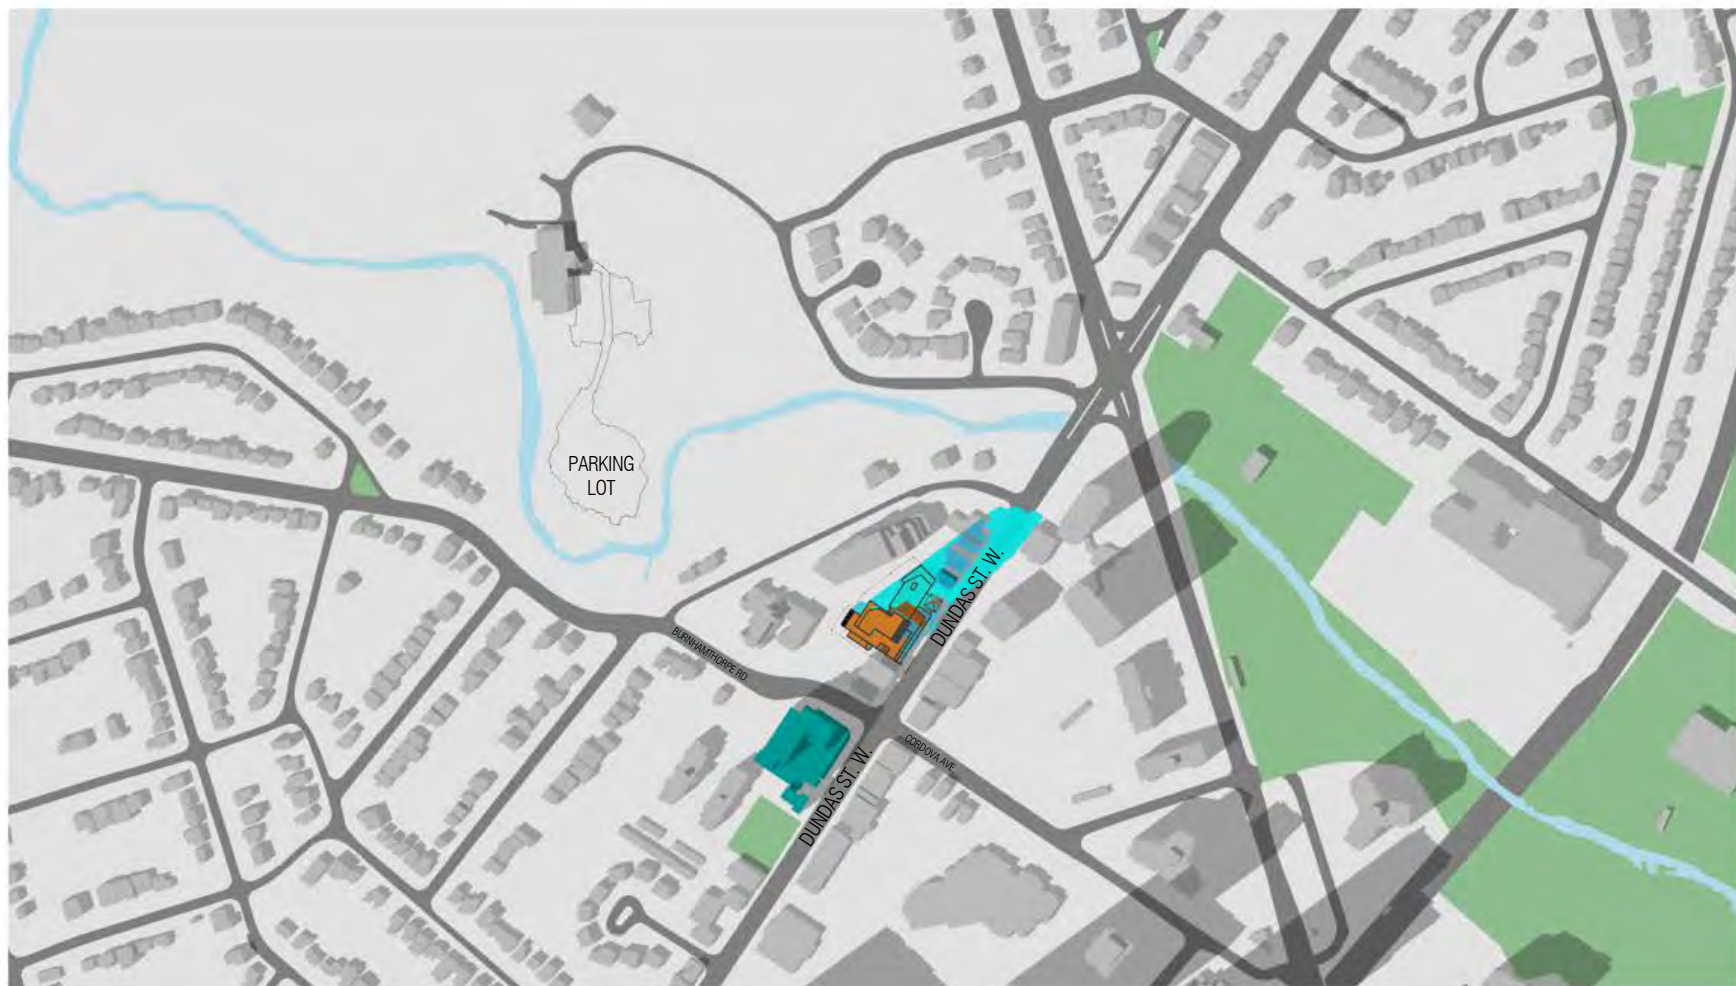 PARKING
LOT
DUNDAS ST. W.
BURNHAMTHORPE RD.
CORDOVA AVE
DUNDAS ST. W.